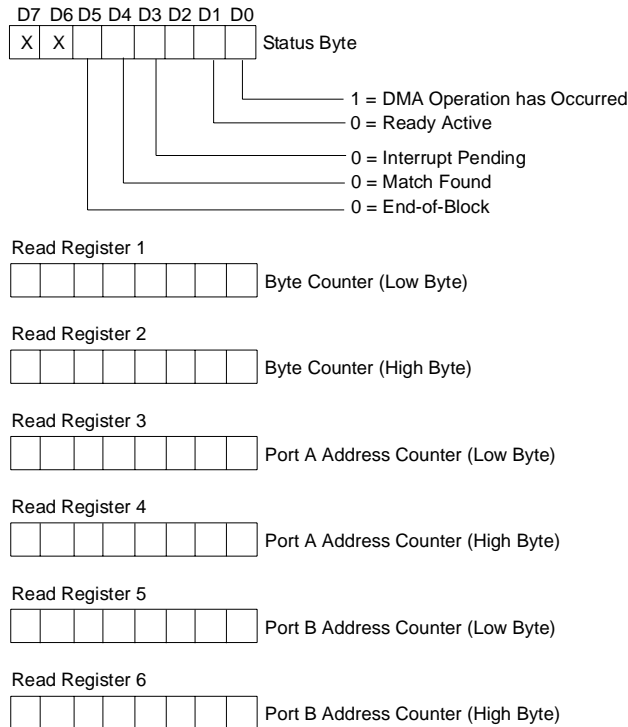 D7 D6 D5 D4 D3 D2 D1 D0
X X Status Byte
1 = DMA Operation has Occurred
0 = Ready Active
0 = Interrupt Pending
0 = Match Found
0 = End-of-Block
Read Register 1
Byte Counter (Low Byte)
Read Register 2
Byte Counter (High Byte)
Read Register 3
Port A Address Counter (Low Byte)
Read Register 4
Port A Address Counter (High Byte)
Read Register 5
Port B Address Counter (Low Byte)
Read Register 6
Port B Address Counter (High Byte)